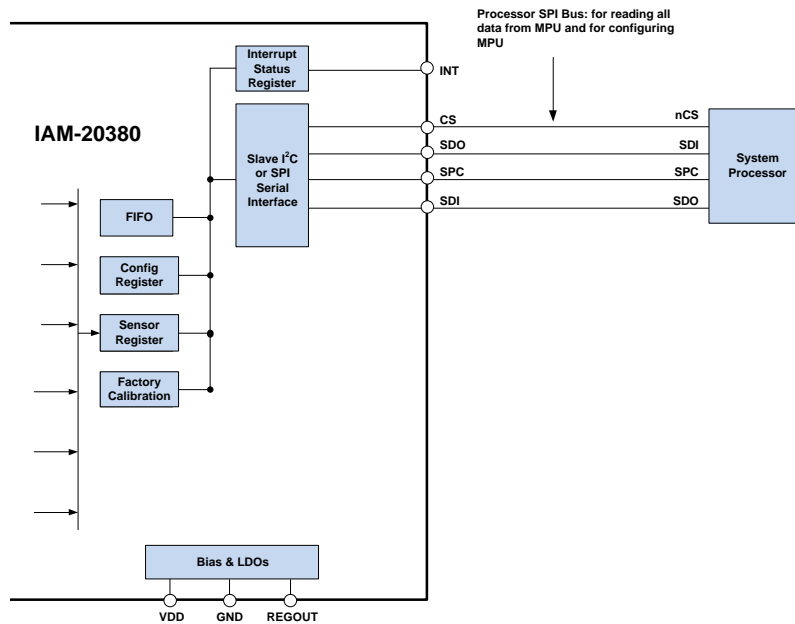 Processor SPI Bus: for reading all
data from MPU and for configuring
MPU
Interrupt
Status
Register
INT
IAM-20380
Slave I²C
or SPI
Serial
Interface
CS
SDO
SPC
SDI
nCS
SDI
SPC
SDO
System
Processor
FIFO
Config
Register
Sensor
Register
Factory
Calibration
Bias & LDOs
VDD
GND
REGOUT